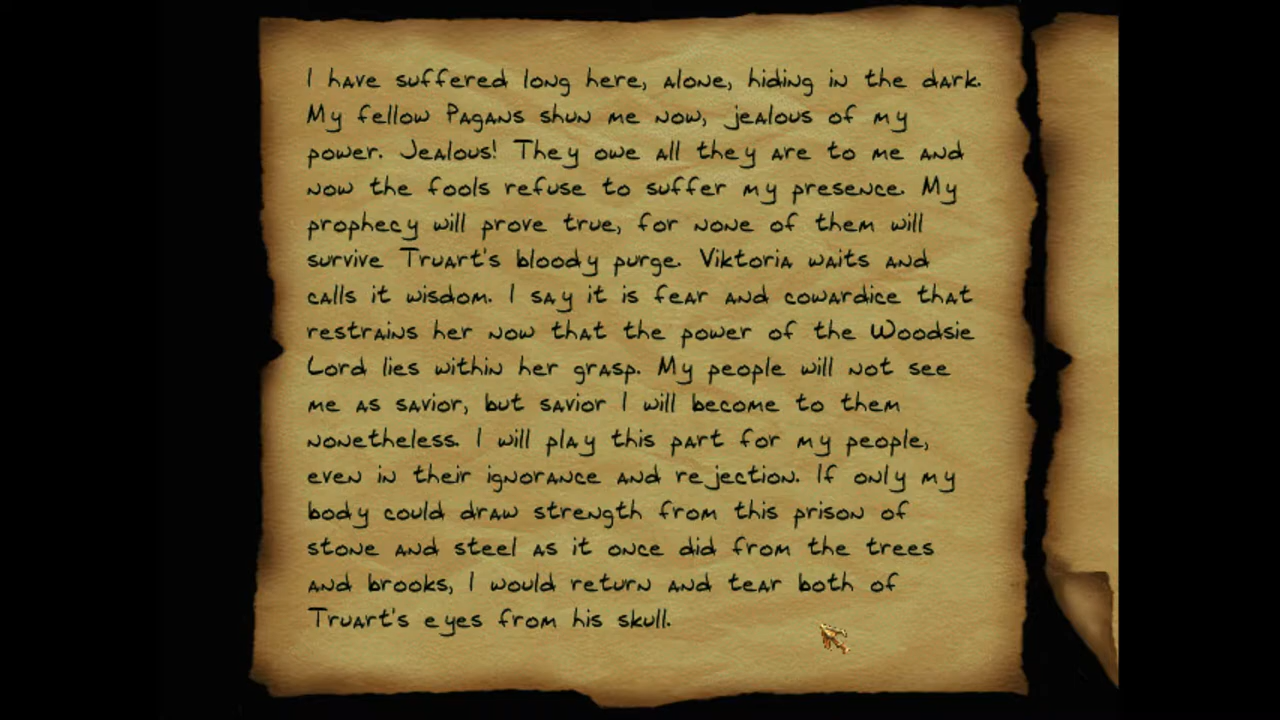 I have suffered long here, alone, hiding in the dark.
My fellow Pagans shun me now, jealous of my
power. Jealous! They owe all they are to me and
now the fools refuse to suffer my presence. My
prophecy will prove true, for none of them will
survive Truart's bloody purge. Viktoria waits and
calls it wisdom. I say it is fear and cowardice that
restrains her now that the power of the Woodsie
Lord lies within her grasp. My people will not see
me as savior, but savior I will become to them
nonetheless. I will play this part for my people,
even in their ignorance and rejection. If only my
body could draw strength from this prison of
stone and steel as it once did from the trees
and brooks, I would return and tear both of
Truart's eyes from his skull.